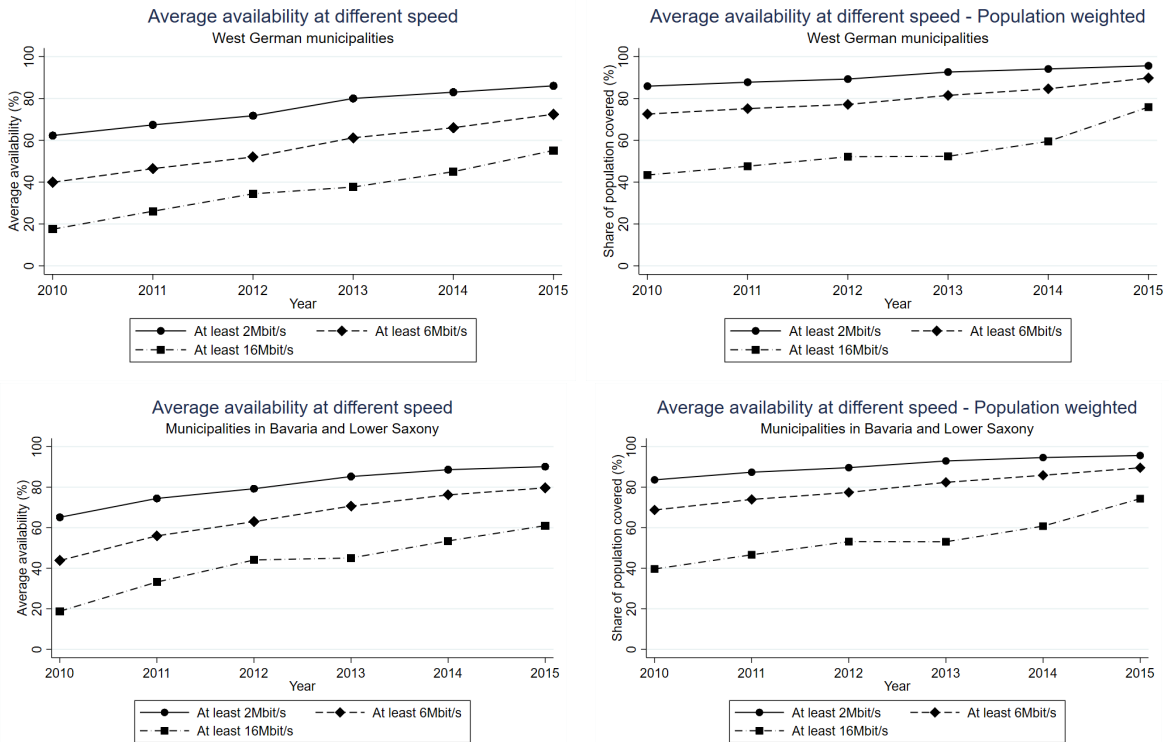 Average availability at different speed
West German municipalities
Average availability (%)
0 20 40 60 80 100
2010 2011 2012 2013 2014 2015
Year
At least 2Mbit/s At least 6Mbit/s
At least 16Mbit/s
Average availability at different speed - Population weighted
West German municipalities
Share of population covered (%)
0 20 40 60 80 100
2010 2011 2012 2013 2014 2015
Year
At least 2Mbit/s At least 6Mbit/s
At least 16Mbit/s
Average availability at different speed
Municipalities in Bavaria and Lower Saxony
Average availability (%)
0 20 40 60 80 100
2010 2011 2012 2013 2014 2015
Year
At least 2Mbit/s At least 6Mbit/s
At least 16Mbit/s
Average availability at different speed - Population weighted
Municipalities in Bavaria and Lower Saxony
Share of population covered (%)
0 20 40 60 80 100
2010 2011 2012 2013 2014 2015
Year
At least 2Mbit/s At least 6Mbit/s
At least 16Mbit/s